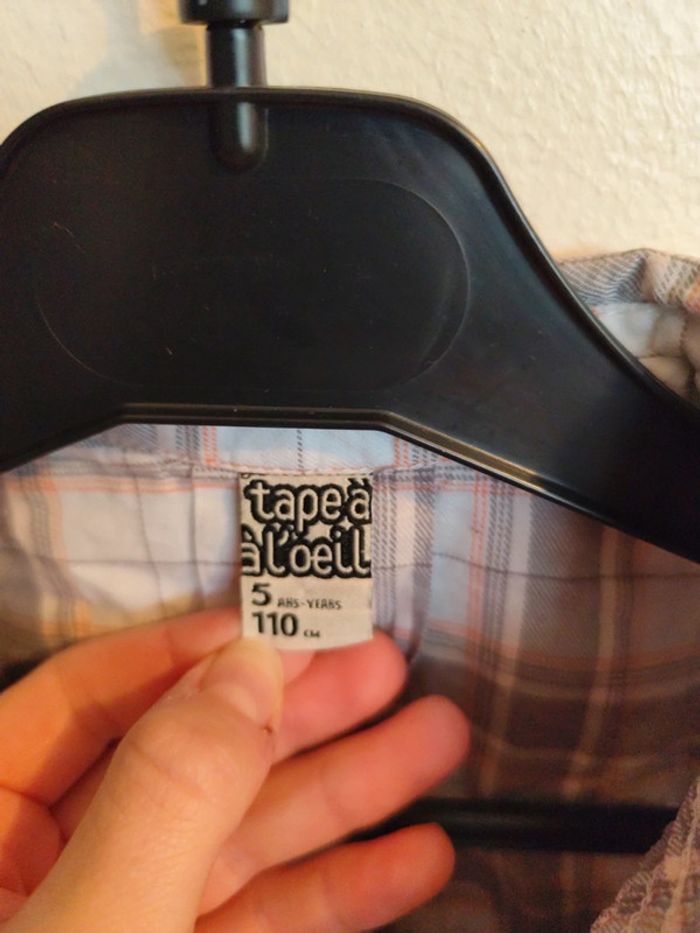 tape à
à l'oeil
5 ANS-YEARS
110 CM